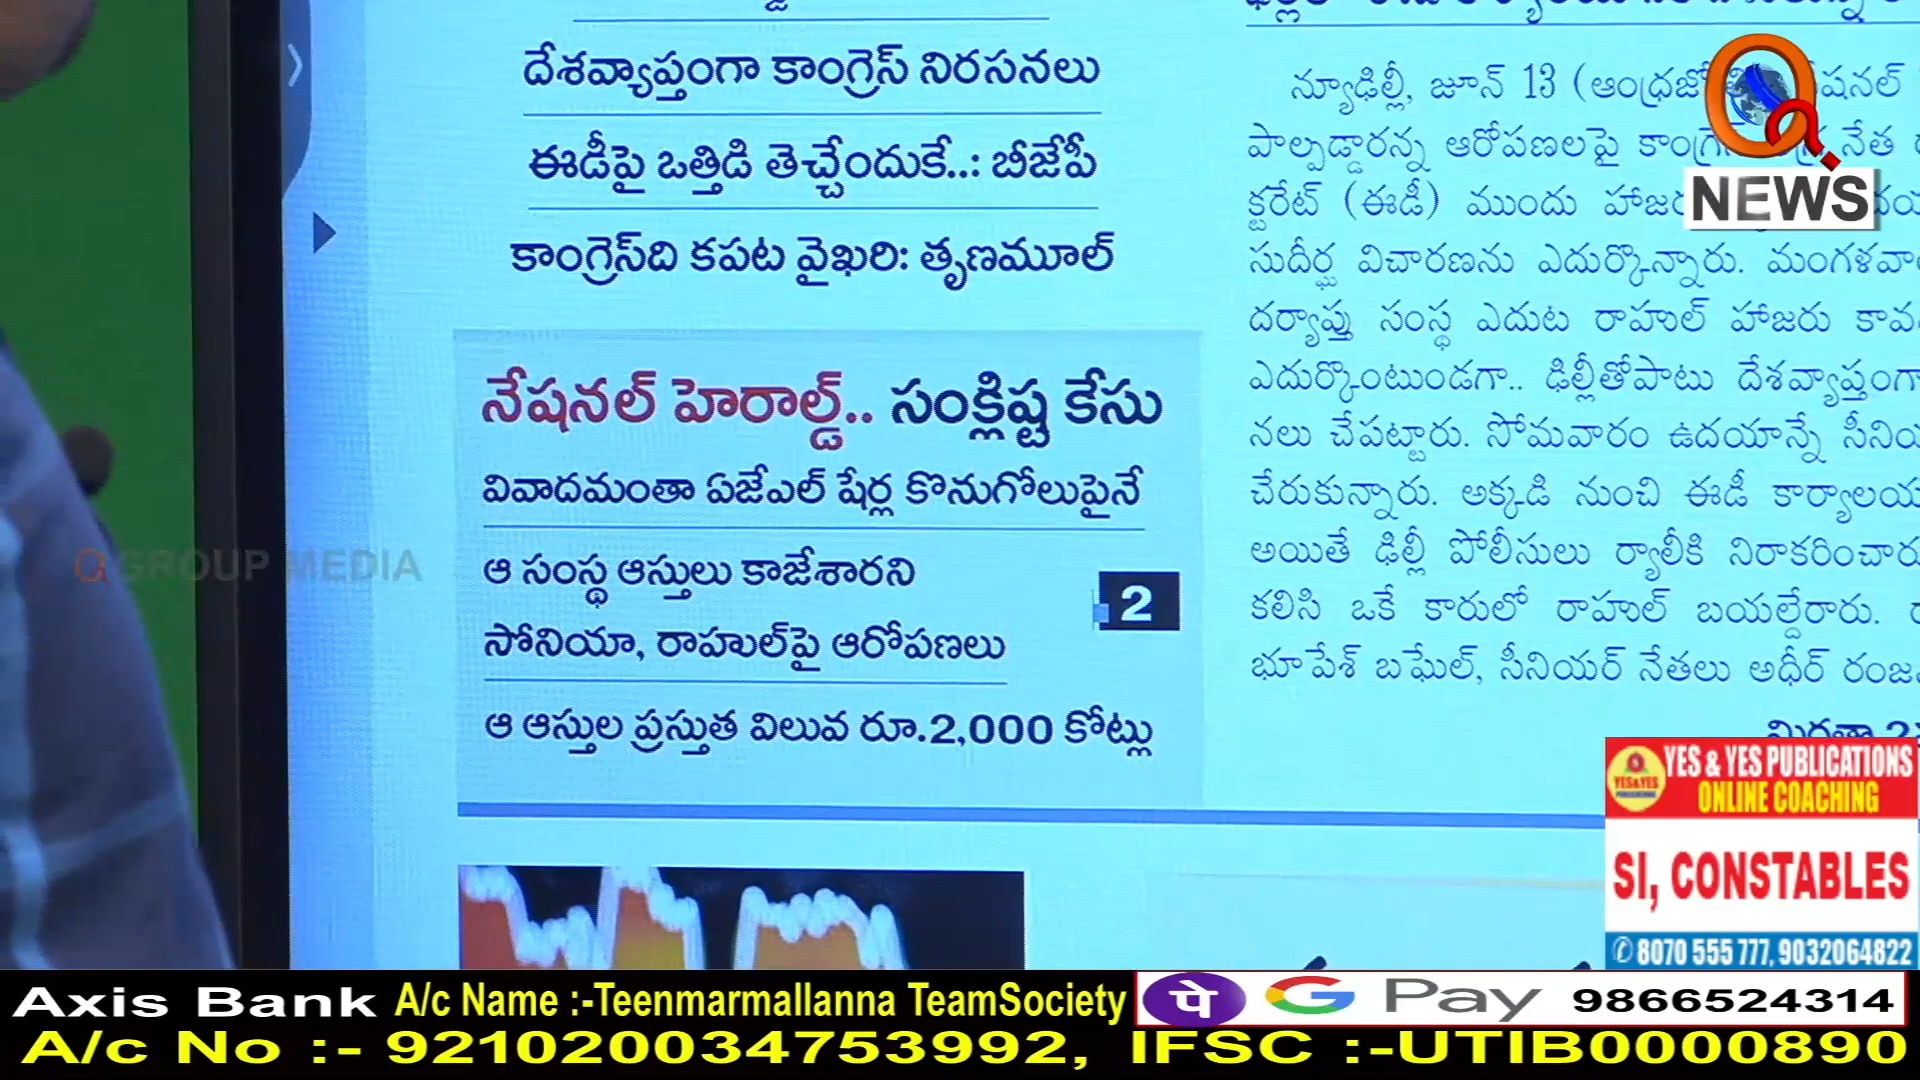 దేశవ్యాప్తంగా కాంగ్రెస్ నిరసనలు
ఈడీపై ఒత్తిడి తెచ్చేందుకే..: బీజేపీ
కాంగ్రెస్‌ది కపట వైఖరి: తృణమూల్
నేషనల్ హెరాల్డ్.. సంక్లిష్ట కేసు
వివాదమంతా ఏజేఎల్ షేర్ల కొనుగోలుపైనే
ఆ సంస్థ ఆస్తులు కాజేశారని
సోనియా, రాహుల్‌పై ఆరోపణలు
2
ఆ ఆస్తుల ప్రస్తుత విలువ రూ.2,000 కోట్లు
న్యూఢిల్లీ, జూన్ 13
పాల్పడ్డారన్న ఆరోపణలపై నేత
క్టరేట్ (ఈడీ) ముందు
సుదీర్ఘ విచారణను ఎదుర్కొన్నారు.
దర్యాప్తు సంస్థ ఎదుట రాహుల్ హాజరు
ఎదుర్కొంటుండగా.. ఢిల్లీతోపాటు దేశవ్యాప్తంగా
నలు చేపట్టారు. సోమవారం ఉదయాన్నే
చేరుకున్నారు. అక్కడి నుంచి ఈడీ
అయితే ఢిల్లీ పోలీసులు ర్యాలీకి
కలిసి ఒకే కారులో రాహుల్ బయల్దేరారు.
భూపేశ్ బఘేల్, సీనియర్ నేతలు అధీర్
Q NEWS
Q GROUP MEDIA
YES & YES PUBLICATIONS
ONLINE COACHING
SI, CONSTABLES
8070 555 777, 9032064822
Axis Bank A/c Name :-Teenmarmallanna TeamSociety
पे G Pay 9866524314
A/c No :- 921020034753992, IFSC :-UTIB0000890